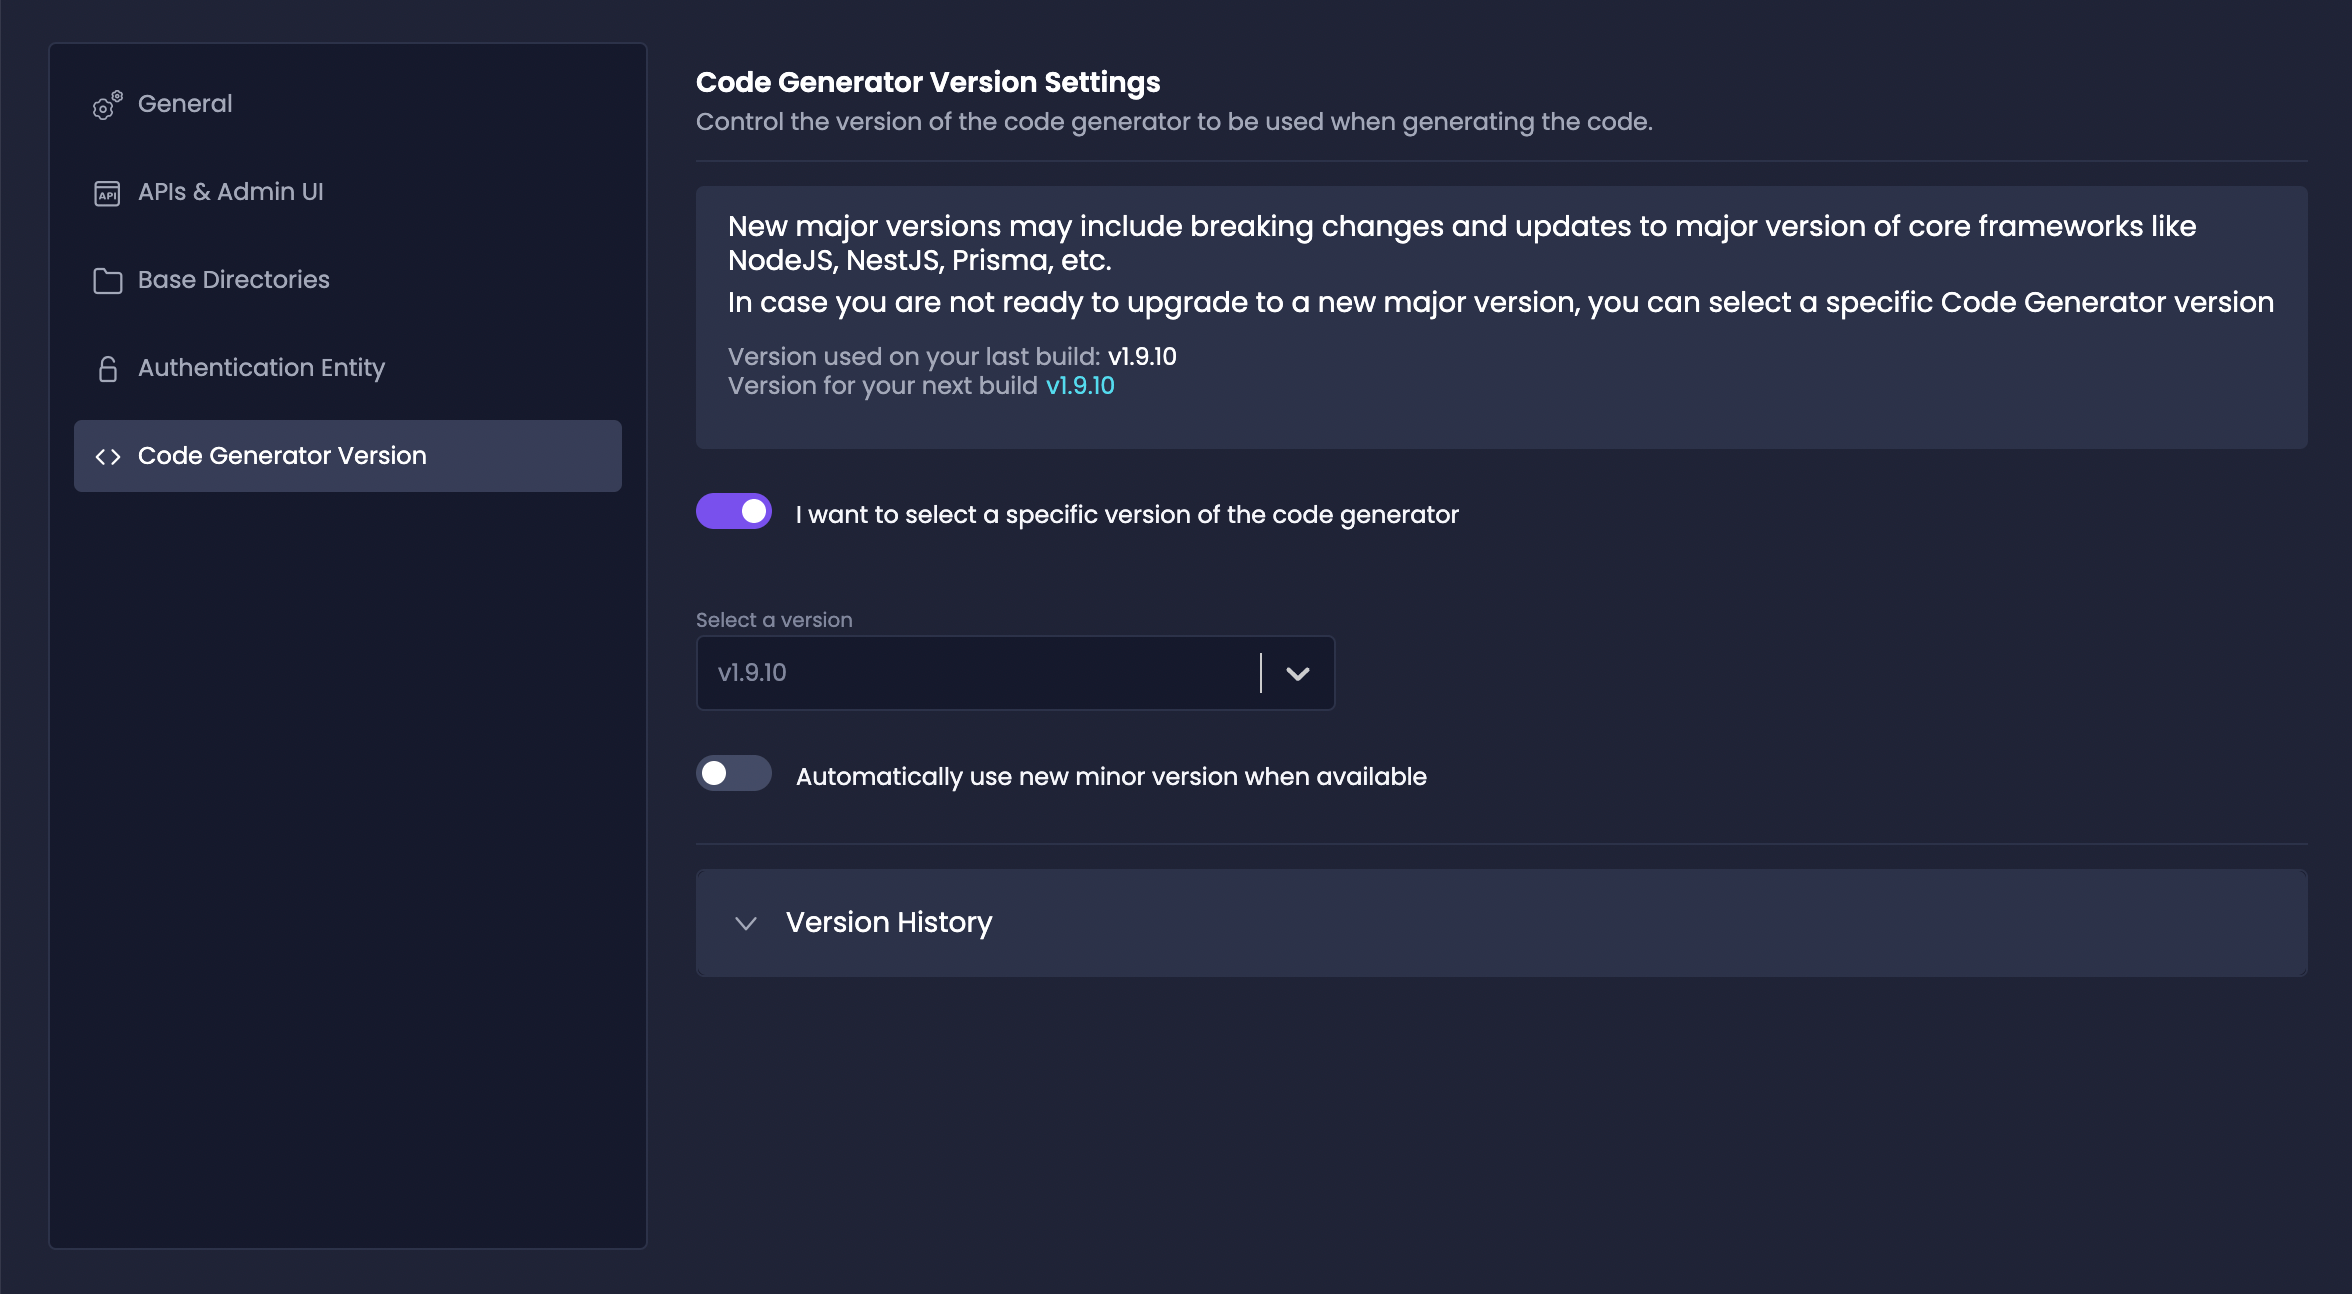 General
API
APIs & Admin UI
Base Directories
Authentication Entity
Code Generator Version
Code Generator Version Settings
Control the version of the code generator to be used when generating the code.
New major versions may include breaking changes and updates to major version of core frameworks like
NodeJS, NestJS, Prisma, etc.
In case you are not ready to upgrade to a new major version, you can select a specific Code Generator version
Version used on your last build: v1.9.10
Version for your next build v1.9.10
I want to select a specific version of the code generator
Select a version
v1.9.10
Automatically use new minor version when available
Version History